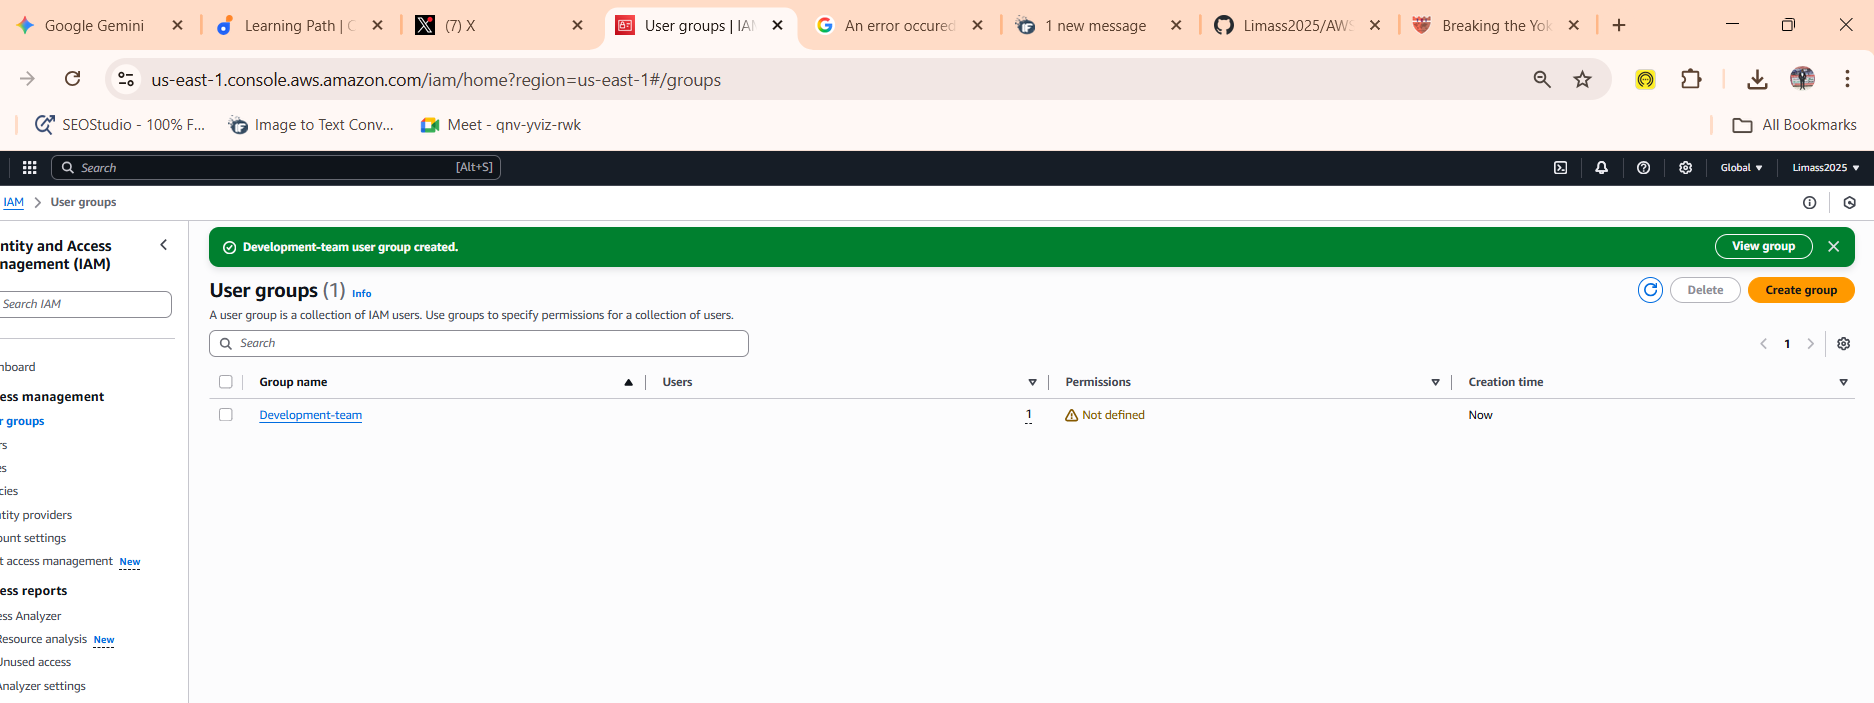 Google Gemini
Learning Path | C
(7) X
User groups | IAM
An error occured
1 new message
Limass2025/AWS
Breaking the Yok
us-east-1.console.aws.amazon.com/iam/home?region=us-east-1#/groups
SEOStudio - 100% F...
Image to Text Conv...
Meet - qnv-yviz-rwk
All Bookmarks
Search
[Alt+S]
Global
Limass2025
IAM > User groups
ntity and Access
nagement (IAM)
Search IAM
nboard
ess management
r groups
rs
es
cies
ntity providers
ount settings
t access management New
ess reports
ess Analyzer
Resource analysis New
Unused access
Analyzer settings
Development-team user group created.
View group
User groups (1) Info
Delete
Create group
A user group is a collection of IAM users. Use groups to specify permissions for a collection of users.
Search
1
Group name
Users
Permissions
Creation time
Development-team
1
Not defined
Now